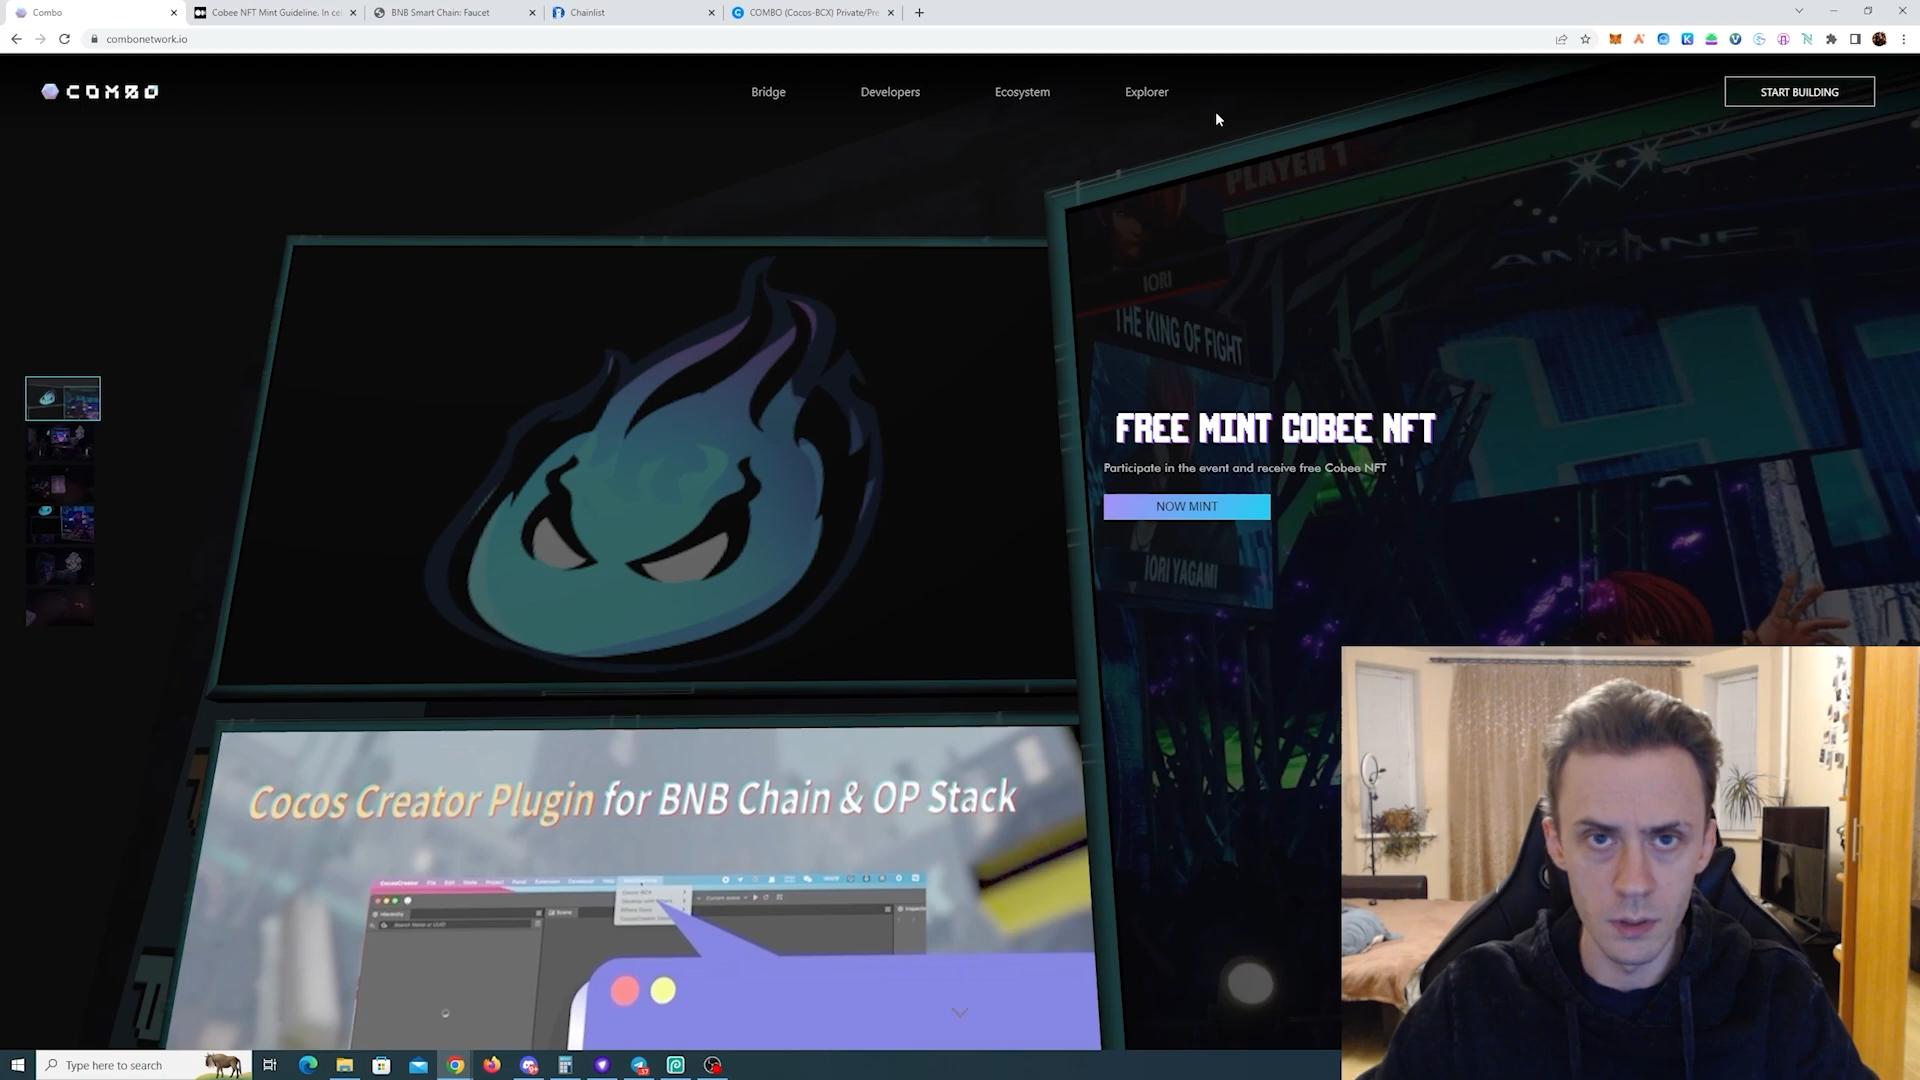 Combo
Cobee NFT Mint Guideline. In cel
BNB Smart Chain: Faucet
Chainlist
COMBO (Cocos-BCX) Private/Pre
combonetwork.io
COMBO
Bridge
Developers
Ecosystem
Explorer
START BUILDING
PLAYER 1
IORI
THE KING OF FIGHT
FREE MINT COBEE NFT
Participate in the event and receive free Cobee NFT
NOW MINT
IORI YAGAMI
Cocos Creator Plugin for BNB Chain & OP Stack
Type here to search